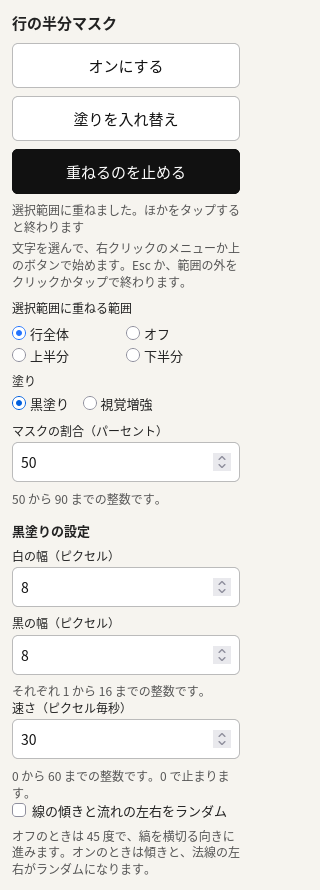 行の半分マスク
オンにする
塗りを入れ替え
重ねるのを止める
選択範囲に重ねました。ほかをタップする
と終わります
文字を選んで、右クリックのメニューか上
のボタンで始めます。Esc か、範囲の外を
クリックかタップで終わります。
選択範囲に重ねる範囲
行全体 オフ
上半分 下半分
塗り
黒塗り 視覚増強
マスクの割合（パーセント）
50
50 から 90 までの整数です。
黒塗りの設定
白の幅（ピクセル）
8
黒の幅（ピクセル）
8
それぞれ 1 から 16 までの整数です。
速さ（ピクセル毎秒）
30
0 から 60 までの整数です。0 で止まりま
す。
線の傾きと流れの左右をランダム
オフのときは 45 度で、縞を横切る向きに
進みます。オンのときは傾きと、法線の左
右がランダムになります。